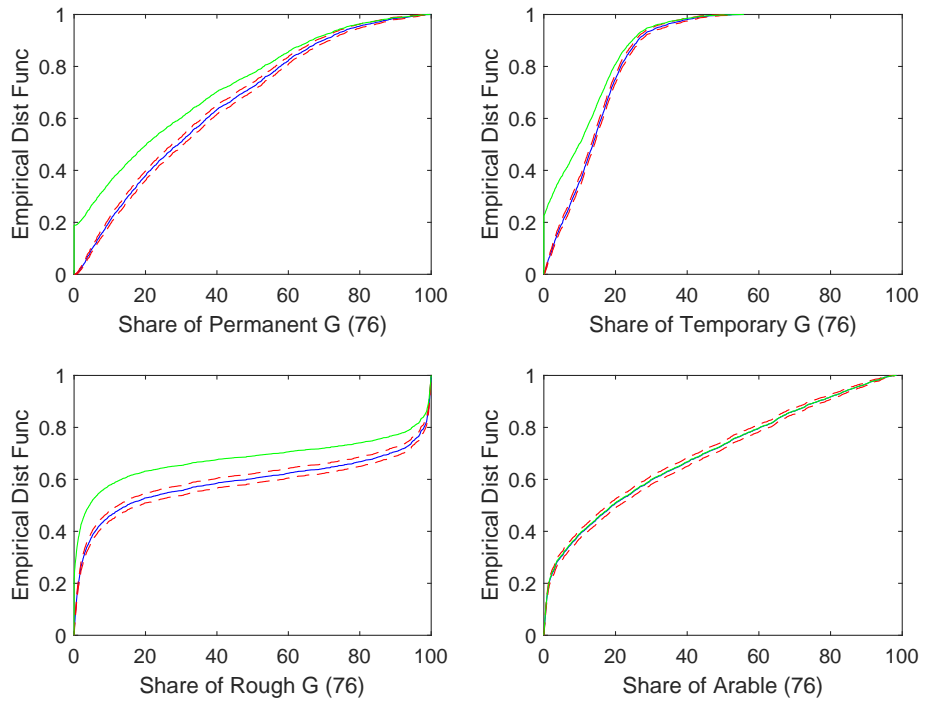 1
0.8
0.6
0.4
0.2
0
Empirical Dist Func
0 20 40 60 80 100
Share of Permanent G (76)
1
0.8
0.6
0.4
0.2
0
Empirical Dist Func
0 20 40 60 80 100
Share of Temporary G (76)
1
0.8
0.6
0.4
0.2
0
Empirical Dist Func
0 20 40 60 80 100
Share of Rough G (76)
1
0.8
0.6
0.4
0.2
0
Empirical Dist Func
0 20 40 60 80 100
Share of Arable (76)